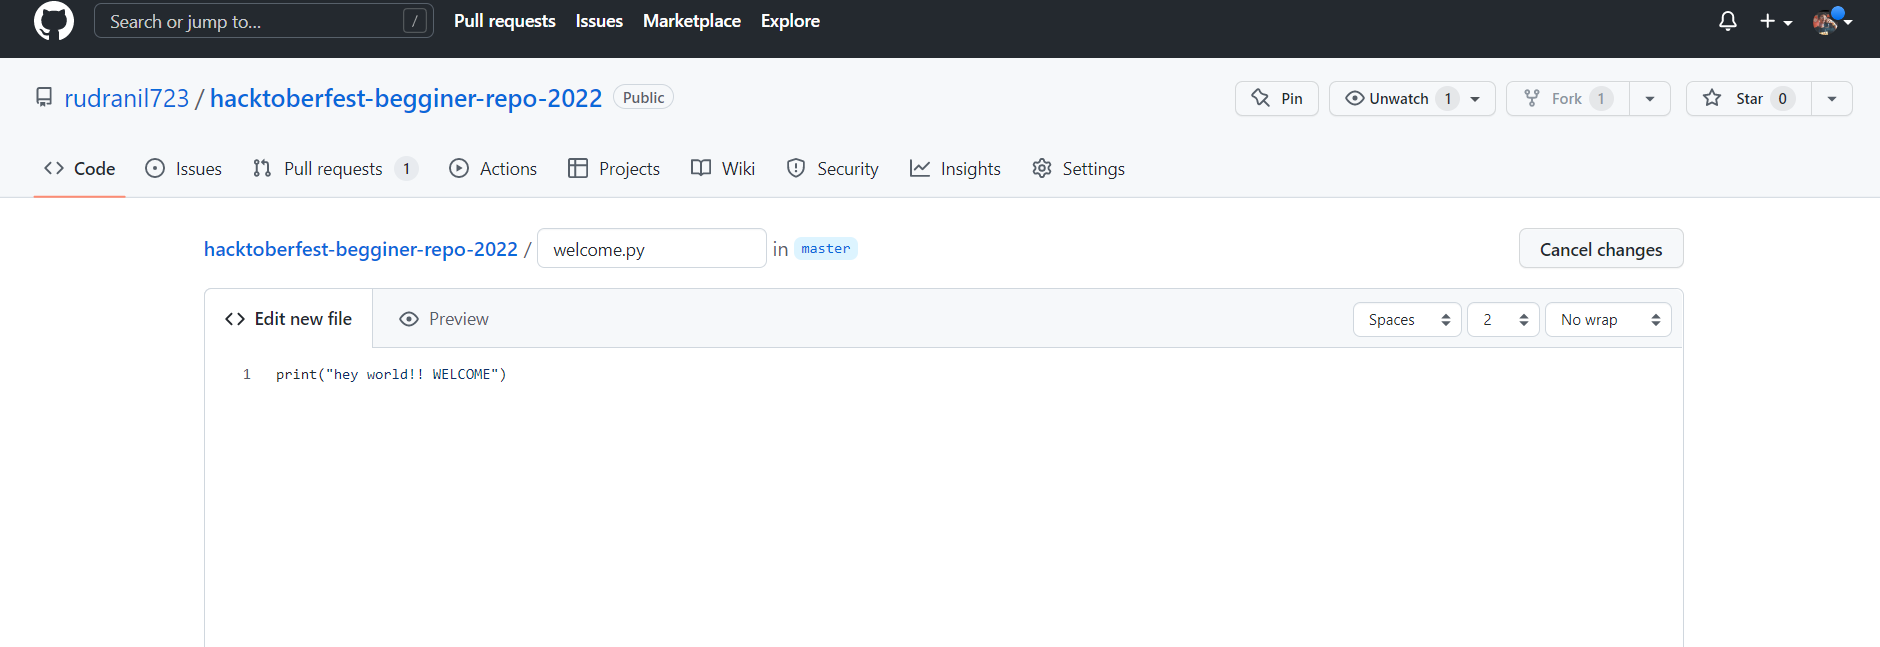 Search or jump to... / Pull requests Issues Marketplace Explore
rudranil723 / hacktoberfest-begginer-repo-2022 Public Pin Unwatch 1 Fork 1 Star 0
Code Issues Pull requests 1 Actions Projects Wiki Security Insights Settings
hacktoberfest-begginer-repo-2022 / welcome.py in master Cancel changes
Edit new file Preview Spaces 2 No wrap
1 print("hey world!! WELCOME")